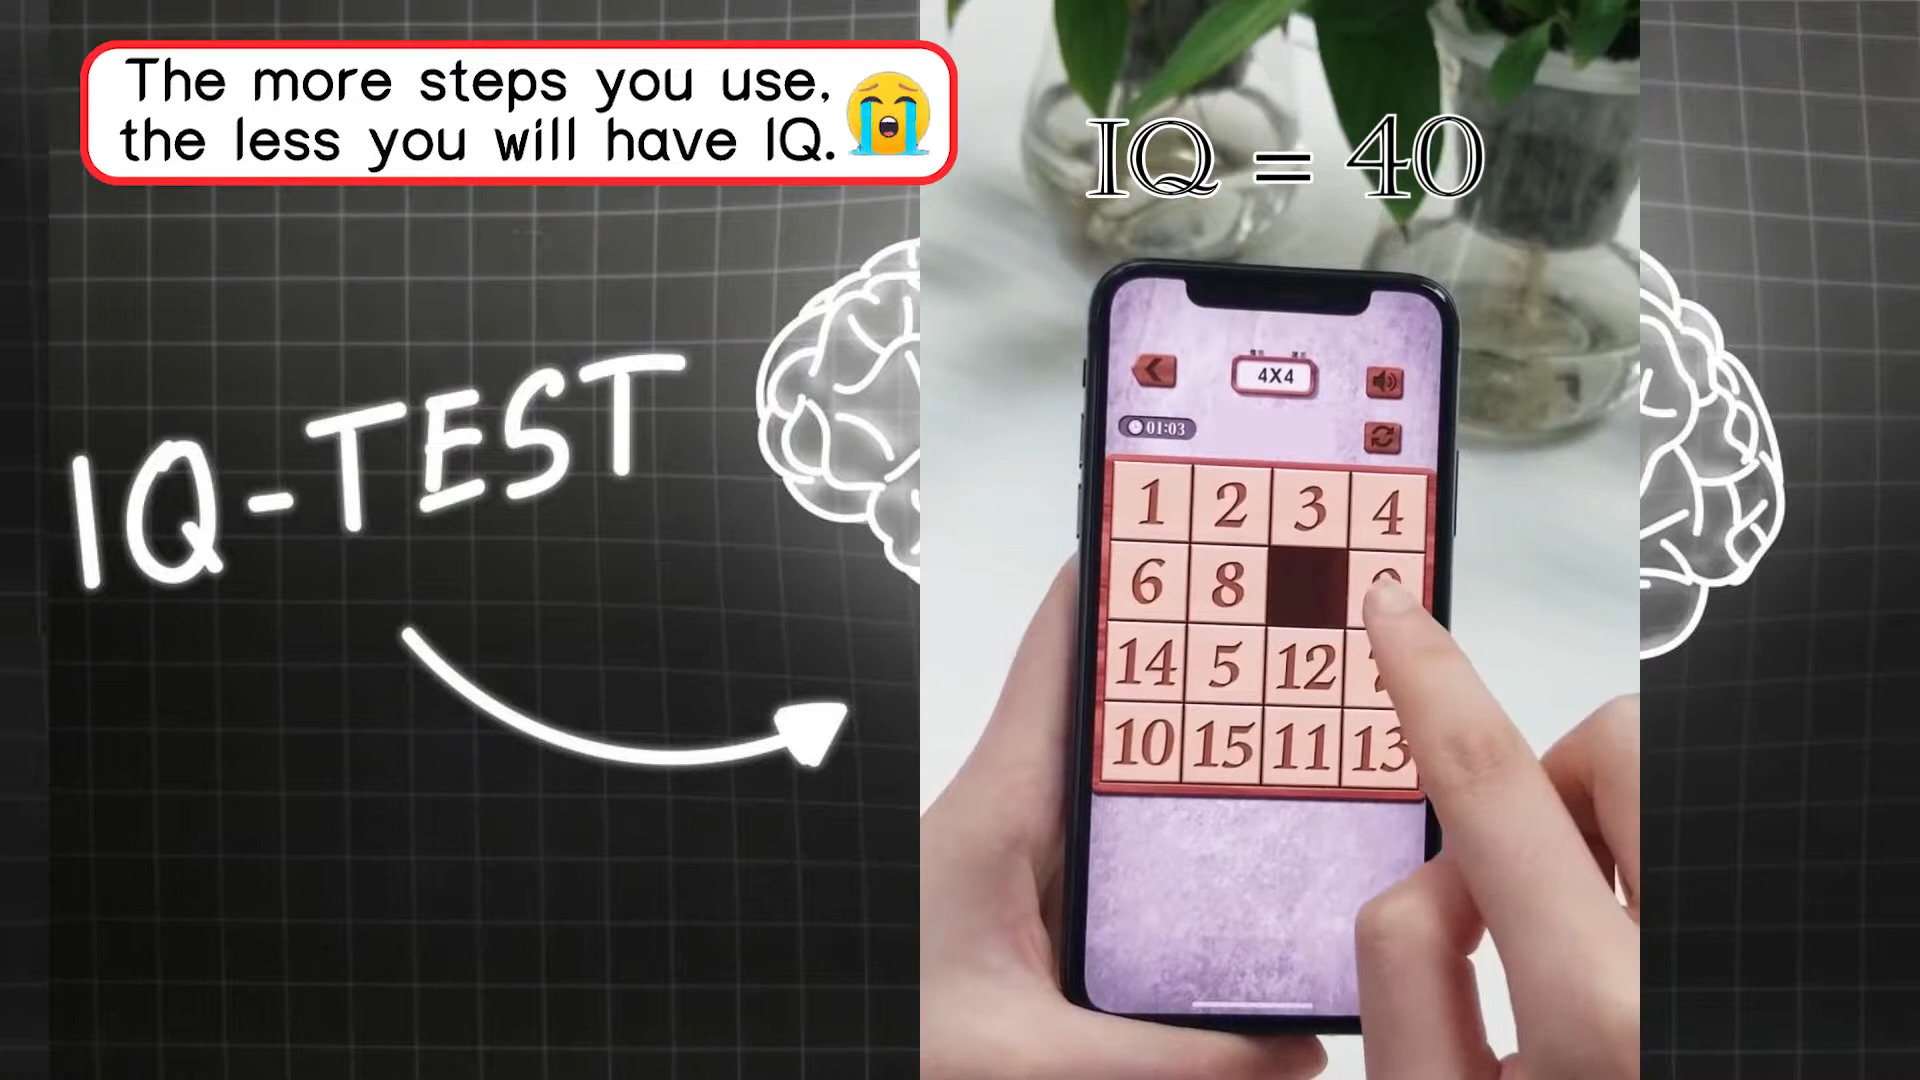 The more steps you use,
the less you will have IQ.
IQ = 40
IQ-TEST
4X4
01:03
1 2 3 4
6 8
14 5 12
10 15 11 13